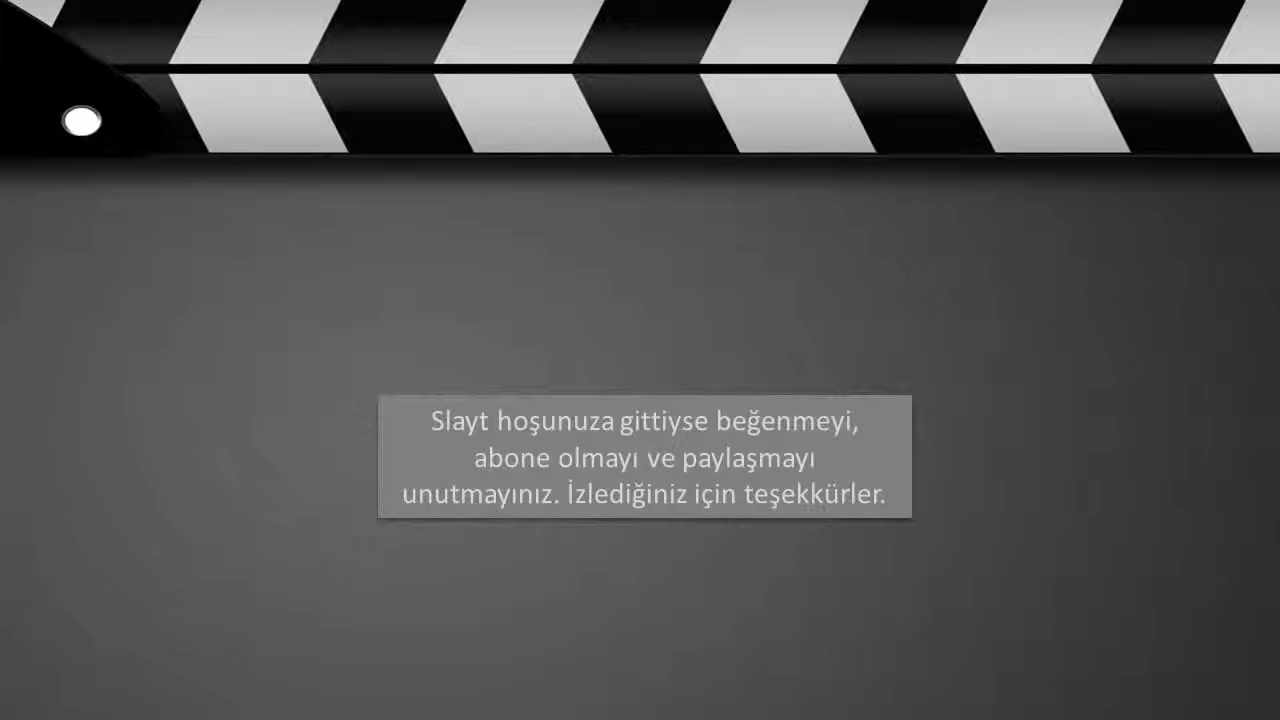 Slayt hoşunuza gittiyse beğenmeyi,
abone olmayı ve paylaşmayı
unutmayınız. İzlediğiniz için teşekkürler.